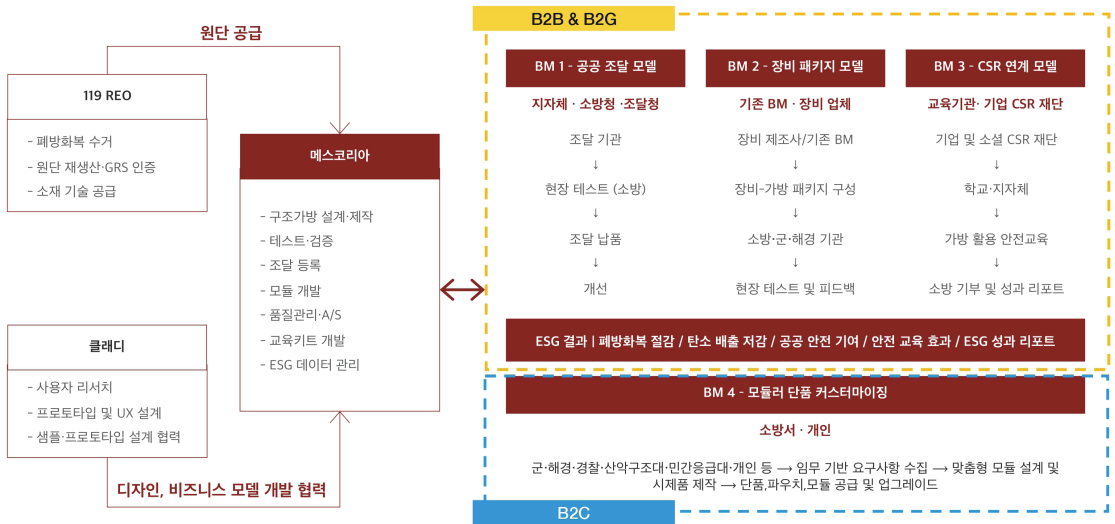 원단 공급
119 REO
- 폐방화복 수거
- 원단 재생산·GRS 인증
- 소재 기술 공급
클래디
- 사용자 리서치
- 프로토타입 및 UX 설계
- 샘플·프로토타입 설계 협력
디자인, 비즈니스 모델 개발 협력
메스코리아
- 구조가방 설계·제작
- 테스트·검증
- 조달 등록
- 모듈 개발
- 품질관리·A/S
- 교육키트 개발
- ESG 데이터 관리
B2B & B2G
BM 1 - 공공 조달 모델
지자체 · 소방청 ·조달청
조달 기관
↓
현장 테스트 (소방)
↓
조달 납품
↓
개선
BM 2 - 장비 패키지 모델
기존 BM · 장비 업체
장비 제조사/기존 BM
↓
장비-가방 패키지 구성
↓
소방·군·해경 기관
↓
현장 테스트 및 피드백
BM 3 - CSR 연계 모델
교육기관· 기업 CSR 재단
기업 및 소셜 CSR 재단
↓
학교·지자체
↓
가방 활용 안전교육
↓
소방 기부 및 성과 리포트
ESG 결과 | 폐방화복 절감 / 탄소 배출 저감 / 공공 안전 기여 / 안전 교육 효과 / ESG 성과 리포트
BM 4 - 모듈러 단품 커스터마이징
소방서 · 개인
군·해경·경찰·산악구조대·민간응급대·개인 등 → 임무 기반 요구사항 수집 → 맞춤형 모듈 설계 및
시제품 제작 → 단품,파우치,모듈 공급 및 업그레이드
B2C